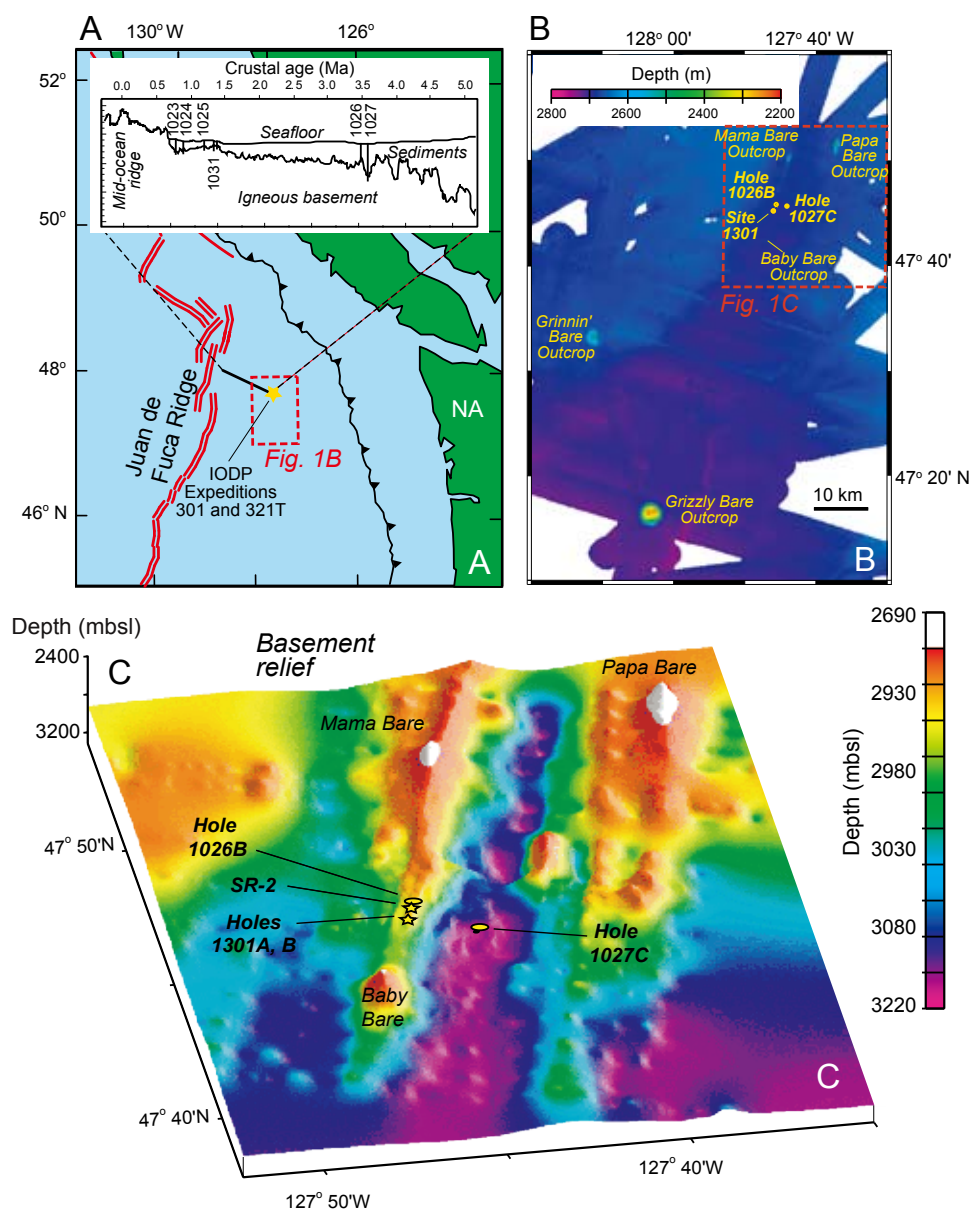 A
130° W
126°
52°
50°
48°
46° N
Crustal age (Ma)
0.0 0.5 1.0 1.5 2.0 2.5 3.0 3.5 4.0 4.5 5.0
Mid-ocean
ridge
1023
1024
1025
1031
1026
1027
Seafloor
Sediments
Igneous basement
Juan de
Fuca Ridge
NA
Fig. 1B
IODP
Expeditions
301 and 321T
A
128° 00'
127° 40' W
Depth (m)
2800 2600 2400 2200
Mama Bare
Outcrop
Papa
Bare
Outcrop
Hole
1026B
Hole
1027C
Site
1301
Baby Bare
Outcrop
47° 40'
Fig. 1C
Grinnin'
Bare
Outcrop
47° 20' N
Grizzly Bare
Outcrop
10 km
B
Depth (mbsl)
2400
3200
C
Basement
relief
Mama Bare
Papa Bare
47° 50'N
Hole
1026B
SR-2
Holes
1301A, B
Hole
1027C
Baby
Bare
47° 40'N
127° 50'W
127° 40'W
C
2690
2930
2980
3030
3080
3220
Depth (mbsl)